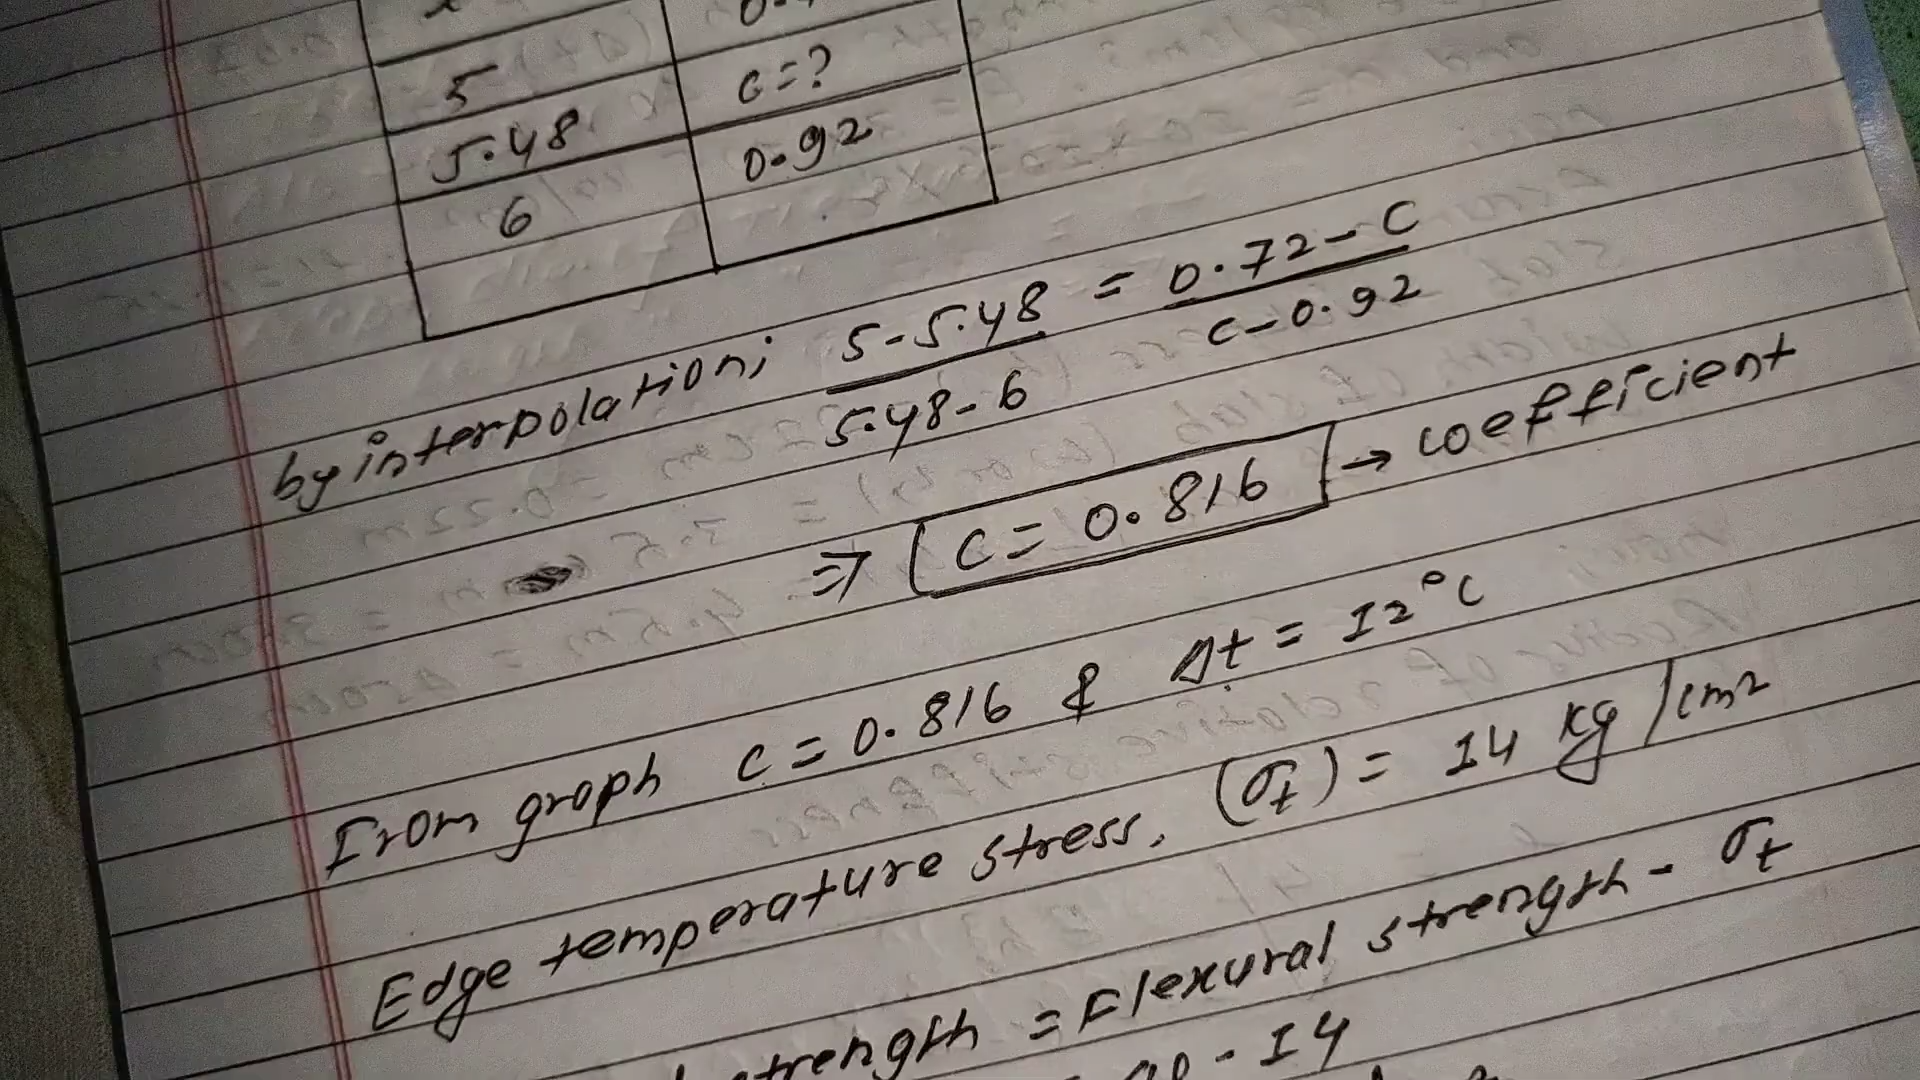 5 C=?
5.48 0.92
6
by interpolation; 5-5.48 / 5.48-6 = 0.72-C / C-0.92
⇒ C = 0.816 → coefficient
From graph C = 0.816 & Δt = 12°C
Edge temperature stress, (σt) = 14 kg/cm2
strength = Flexural strength - σt
- 14